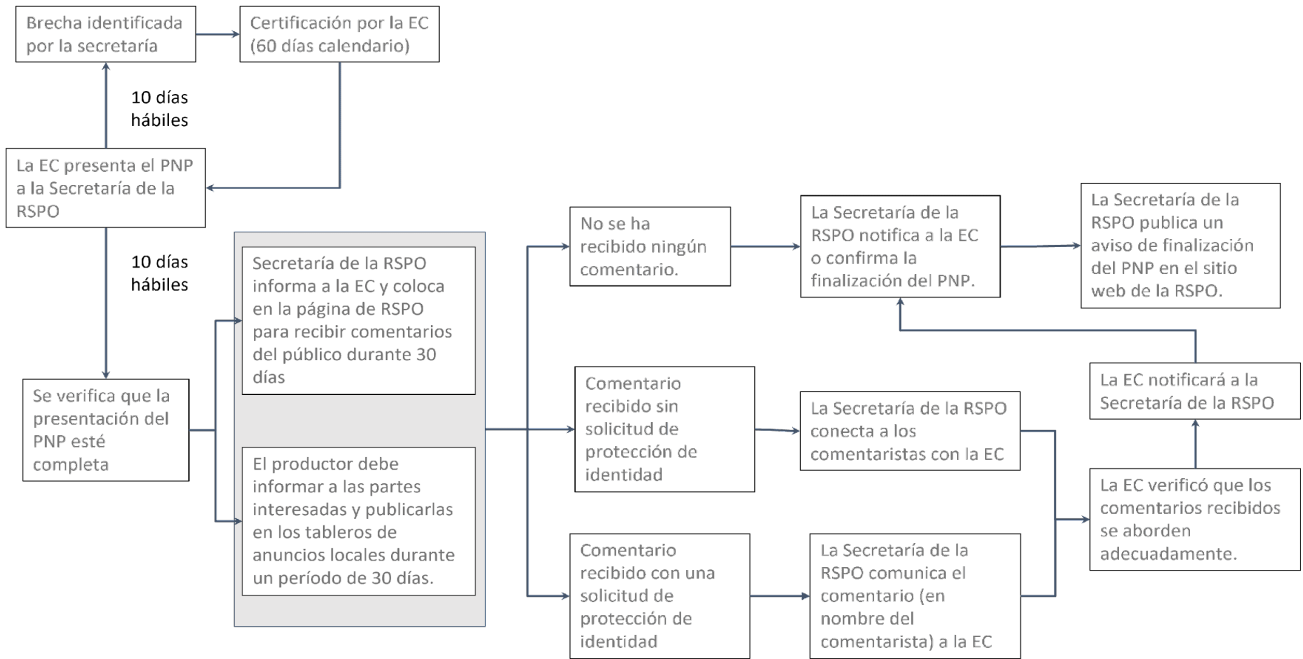 Brecha identificada
por la secretaría
Certificación por la EC
(60 días calendario)
10 días
hábiles
La EC presenta el PNP
a la Secretaría de la
RSPO
10 días
hábiles
Se verifica que la
presentación del
PNP esté
completa
Secretaría de la RSPO
informa a la EC y coloca
en la página de RSPO
para recibir comentarios
del público durante 30
días
El productor debe
informar a las partes
interesadas y publicarlas
en los tableros de
anuncios locales durante
un período de 30 días.
No se ha
recibido ningún
comentario.
Comentario
recibido sin
solicitud de
protección de
identidad
Comentario
recibido con una
solicitud de
protección de
identidad
La Secretaría de la
RSPO notifica a la EC
o confirma la
finalización del PNP.
La Secretaría de la RSPO
conecta a los
comentaristas con la EC
La Secretaría de la
RSPO comunica el
comentario (en
nombre del
comentarista) a la EC
La Secretaría de la
RSPO publica un
aviso de finalización
del PNP en el sitio
web de la RSPO.
La EC notificará a la
Secretaría de la RSPO
La EC verificó que los
comentarios recibidos
se aborden
adecuadamente.